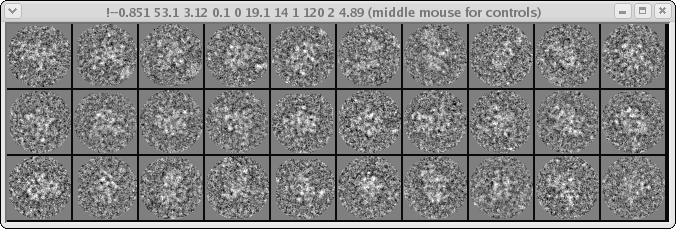 !--0.851 53.1 3.12 0.1 0 19.1 14 1 120 2 4.89 (middle mouse for controls)